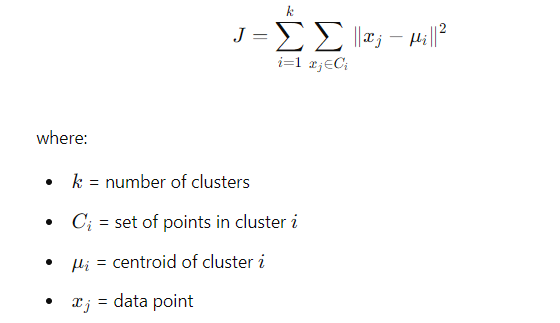 J = \sum_{i=1}^{k} \sum_{x_j \in C_i} \|x_j - \mu_i\|^2
where:
• k = number of clusters
• C_i = set of points in cluster i
• μ_i = centroid of cluster i
• x_j = data point